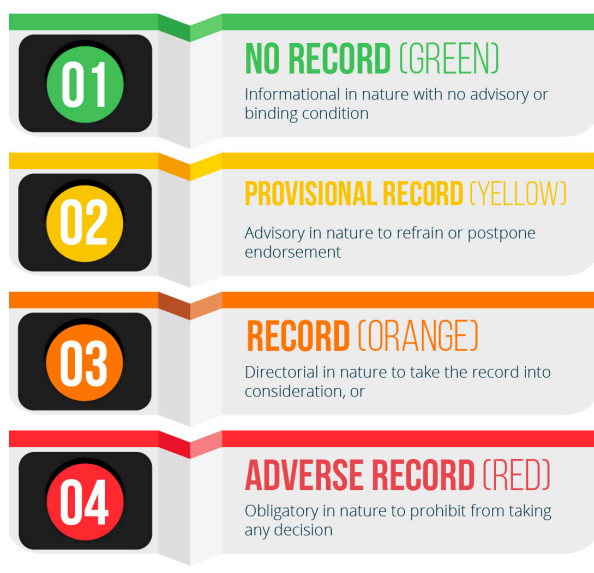 01
NO RECORD (GREEN)
Informational in nature with no advisory or
binding condition
02
PROVISIONAL RECORD (YELLOW)
Advisory in nature to refrain or postpone
endorsement
03
RECORD (ORANGE)
Directorial in nature to take the record into
consideration, or
04
ADVERSE RECORD (RED)
Obligatory in nature to prohibit from taking
any decision